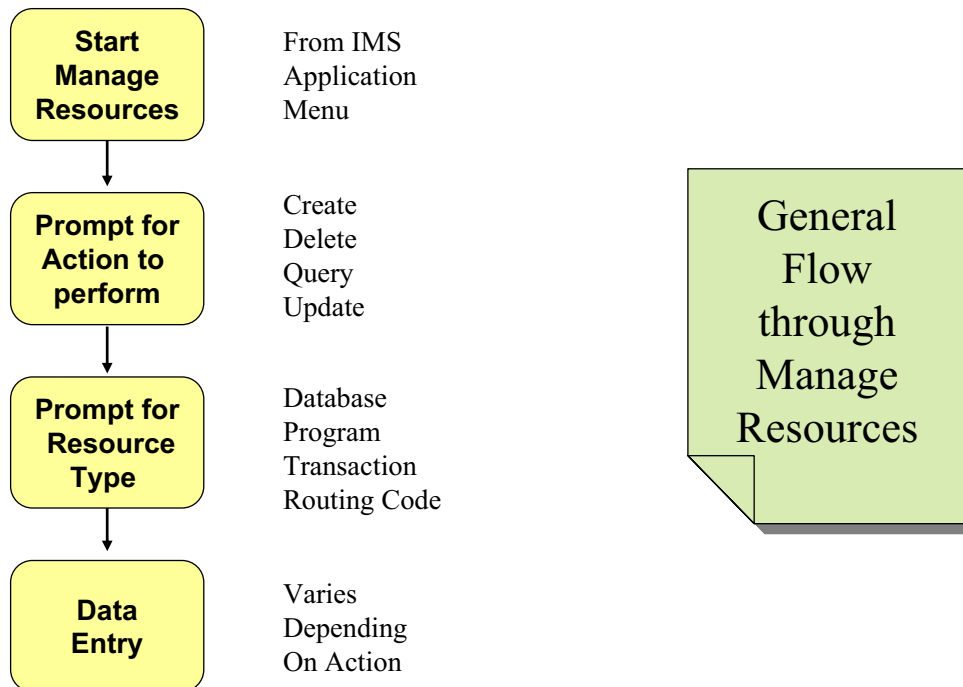 Start
Manage
Resources
From IMS
Application
Menu
Prompt for
Action to
perform
Create
Delete
Query
Update
Prompt for
Resource
Type
Database
Program
Transaction
Routing Code
Data
Entry
Varies
Depending
On Action
General
Flow
through
Manage
Resources